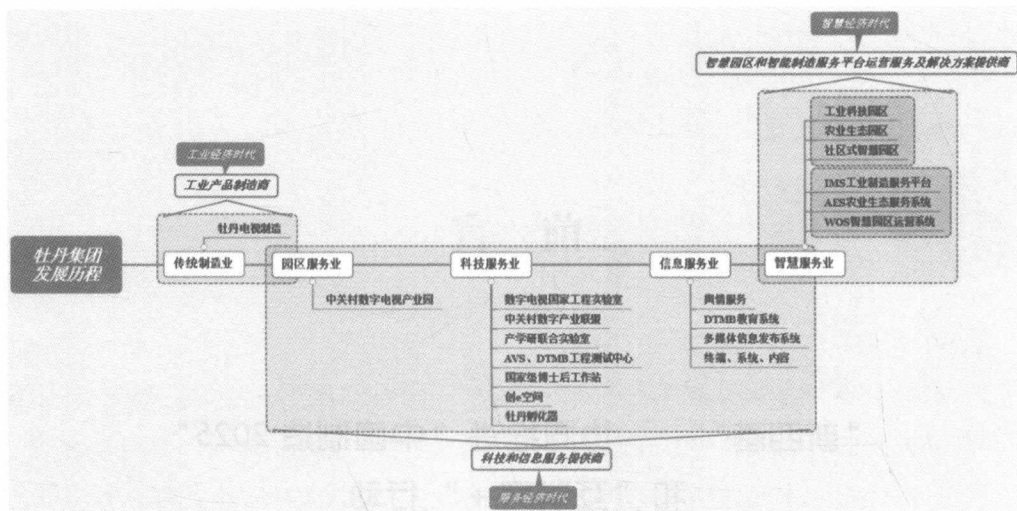 智慧经济时代
智慧园区和智能制造服务平台运营服务及解决方案提供商
工业科技园区
农业生态园区
社区式智慧园区
IMS工业制造服务平台
AES农业生态服务系统
WOS智慧园区运营系统
工业经济时代
工业产品制造商
牡丹电视制造
牡丹集团
发展历程
传统制造业
园区服务业
科技服务业
信息服务业
智慧服务业
中关村数字电视产业园
数字电视国家工程实验室
中关村数字产业联盟
产学研联合实验室
AVS、DTMB工程测试中心
国家级博士后工作站
创e空间
牡丹孵化器
舆情服务
DTMB教育系统
多媒体信息发布系统
终端、系统、内容
科技和信息服务提供商
服务经济时代